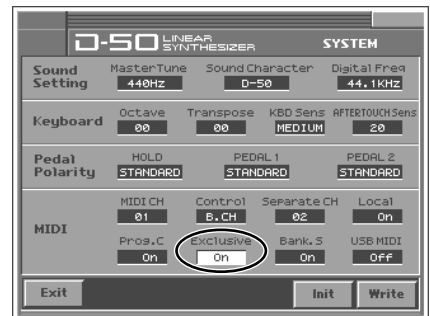 D-50 LINEAR SYNTHESIZER SYSTEM
Sound Setting MasterTune Sound Character Digital Freq
440Hz D-50 44.1KHz
Keyboard Octave Transpose KBD Sens AFTERTOUCH Sens
00 00 MEDIUM 20
Pedal Polarity HOLD PEDAL 1 PEDAL 2
STANDARD STANDARD STANDARD
MIDI MIDI CH Control Separate CH Local
01 B.CH 02 On
Prog.C Exclusive Bank.S USB MIDI
On On On Off
Exit Init Write